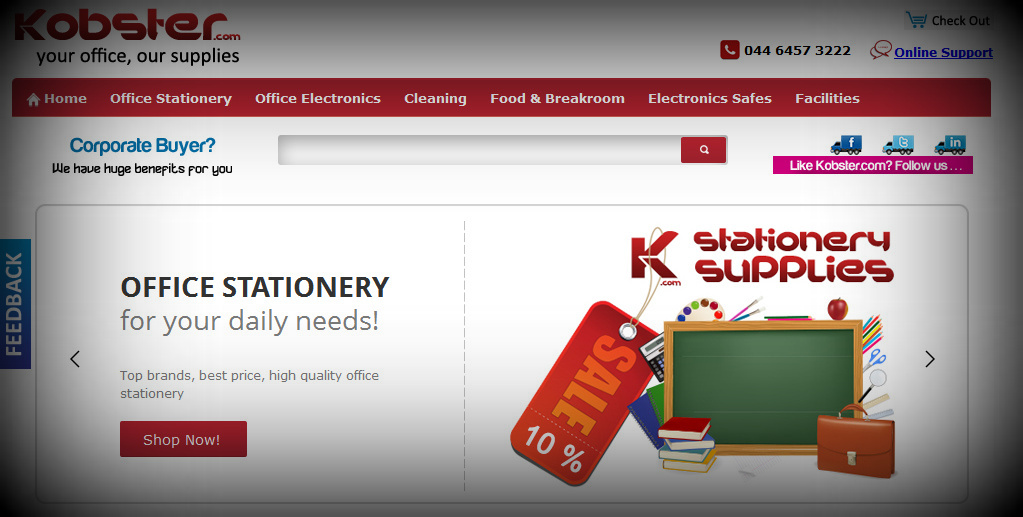 Kobster.com
your office, our supplies
Check Out
044 6457 3222
Online Support
Home Office Stationery Office Electronics Cleaning Food & Breakroom Electronics Safes Facilities
Corporate Buyer?
We have huge benefits for you
f t in
Like Kobster.com? Follow us . . .
FEEDBACK
OFFICE STATIONERY
for your daily needs!
Top brands, best price, high quality office
stationery
Shop Now!
K.com
stationery
supplies
SALE
10 %